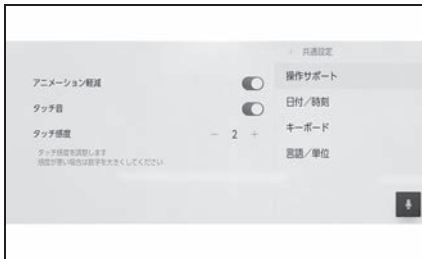 共通設定
アニメーション軽減
タッチ音
タッチ感度
− 2 +
タッチ感度を調整します
感度が悪い場合は数字を大きくしてください
操作サポート
日付／時刻
キーボード
言語／単位